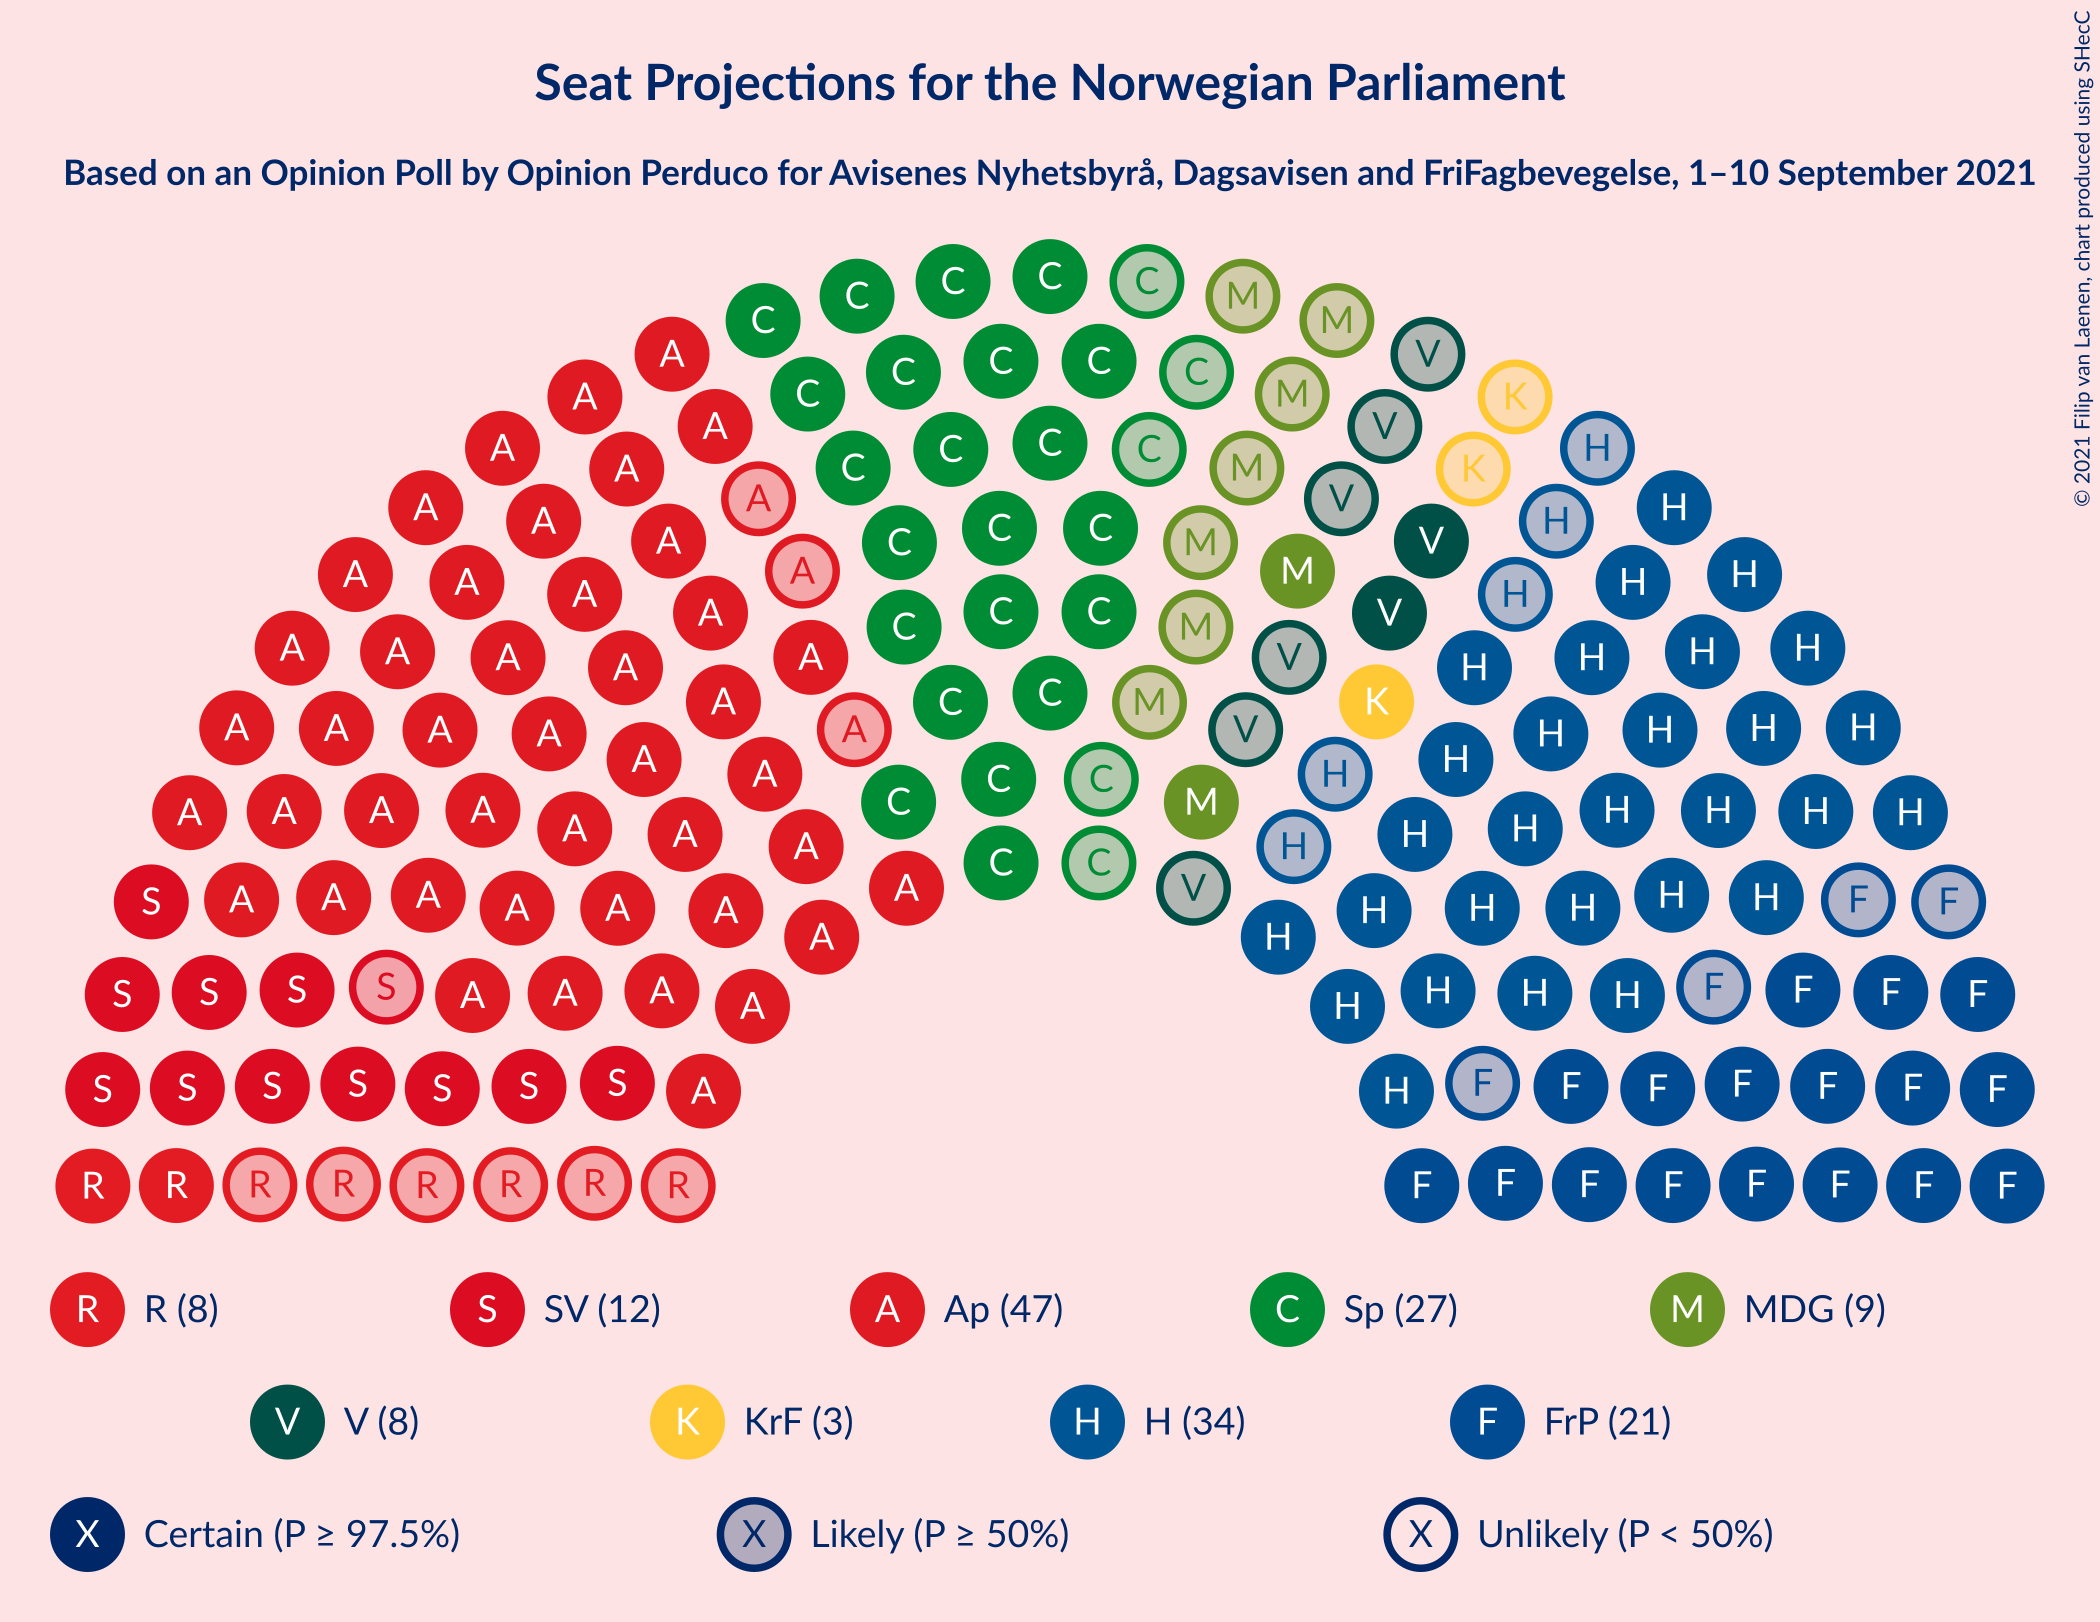 Seat Projections for the Norwegian Parliament
Based on an Opinion Poll by Opinion Perduco for Avisenes Nyhetsbyrå, Dagsavisen and FriFagbevegelse, 1–10 September 2021
© 2021 Filip van Laenen, chart produced using SHecC
C C C C C M M
C A V
A C C C C C M V K
A A C C C C M V K H
A A A A C C C M M V V H H
A A A A A C C C M V V H H H
A A A A A A C C M V K H H H H
A A A A A A A A C C C M V H H H H H H
A A A A A A A A C C V H H H H H H H
S A A A A A A A A H H H H H H F F
S S S S A A A A H H H H F F F F
S S S S S S S A H F F F F F F F
R R R R R R R R F F F F F F F F
R R (8) S SV (12) A Ap (47) C Sp (27) M MDG (9)
V V (8) K KrF (3) H H (34) F FrP (21)
X Certain (P ≥ 97.5%) X Likely (P ≥ 50%) X Unlikely (P < 50%)